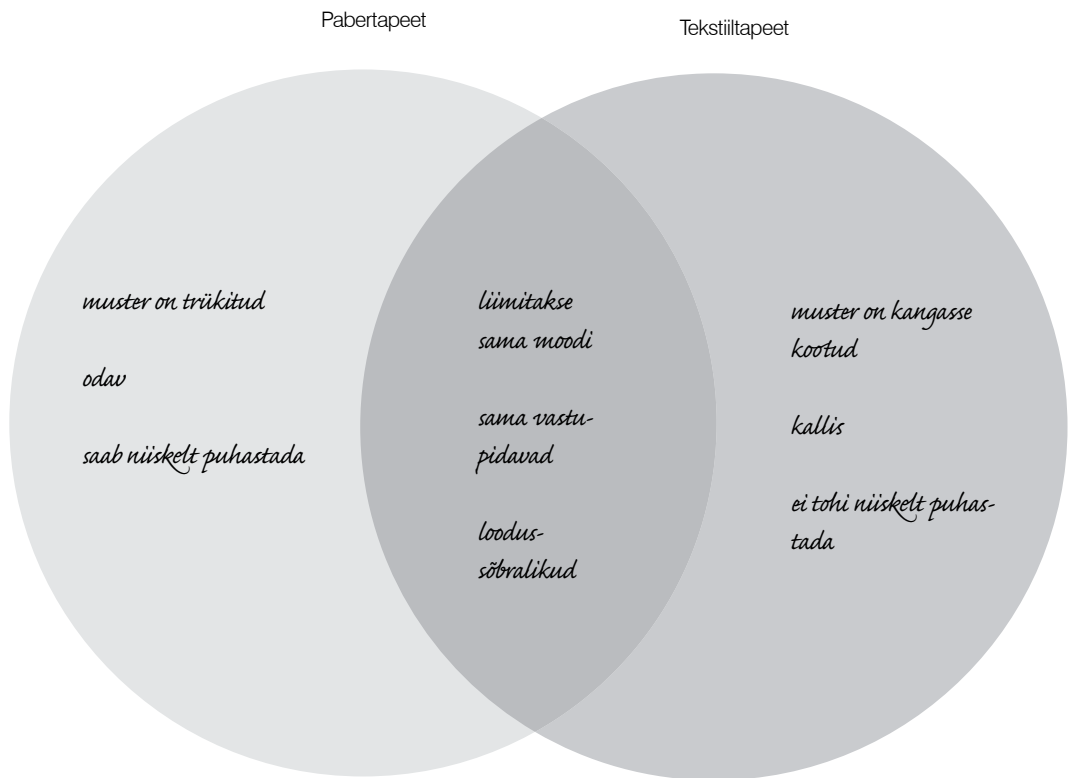 Pabertapeet
Tekstiiltapeet
muster on trükitud
odav
saab niiskelt puhastada
liimitakse
sama moodi
sama vastu-
pidavad
loodus-
sõbralikud
muster on kangasse
kootud
kallis
ei tohi niiskelt puhas-
tada